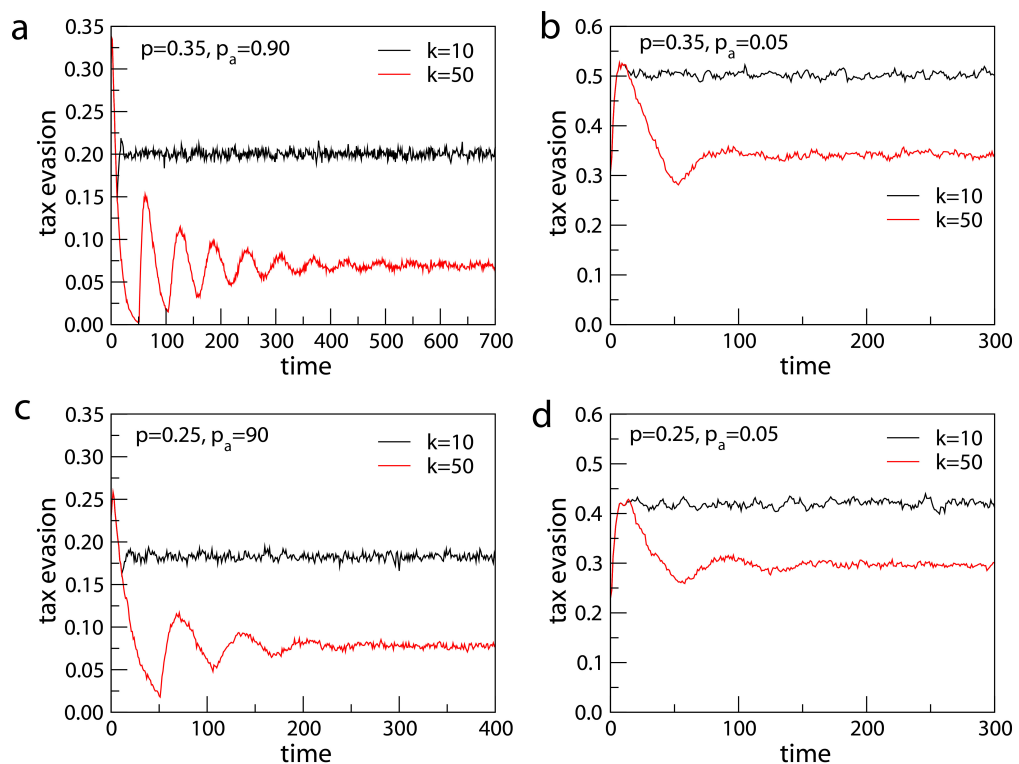 a
p=0.35, pa=0.90
k=10
k=50
0.35
0.30
0.25
0.20
0.15
0.10
0.05
0.00
tax evasion
0 100 200 300 400 500 600 700
time
b
p=0.35, pa=0.05
0.6
0.5
0.4
0.3
0.2
0.1
0.0
tax evasion
k=10
k=50
0 100 200 300
time
c
p=0.25, pa=90
k=10
k=50
0.35
0.30
0.25
0.20
0.15
0.10
0.05
0.00
tax evasion
0 100 200 300 400
time
d
p=0.25, pa=0.05
k=10
k=50
0.6
0.5
0.4
0.3
0.2
0.1
0.0
tax evasion
0 100 200 300
time